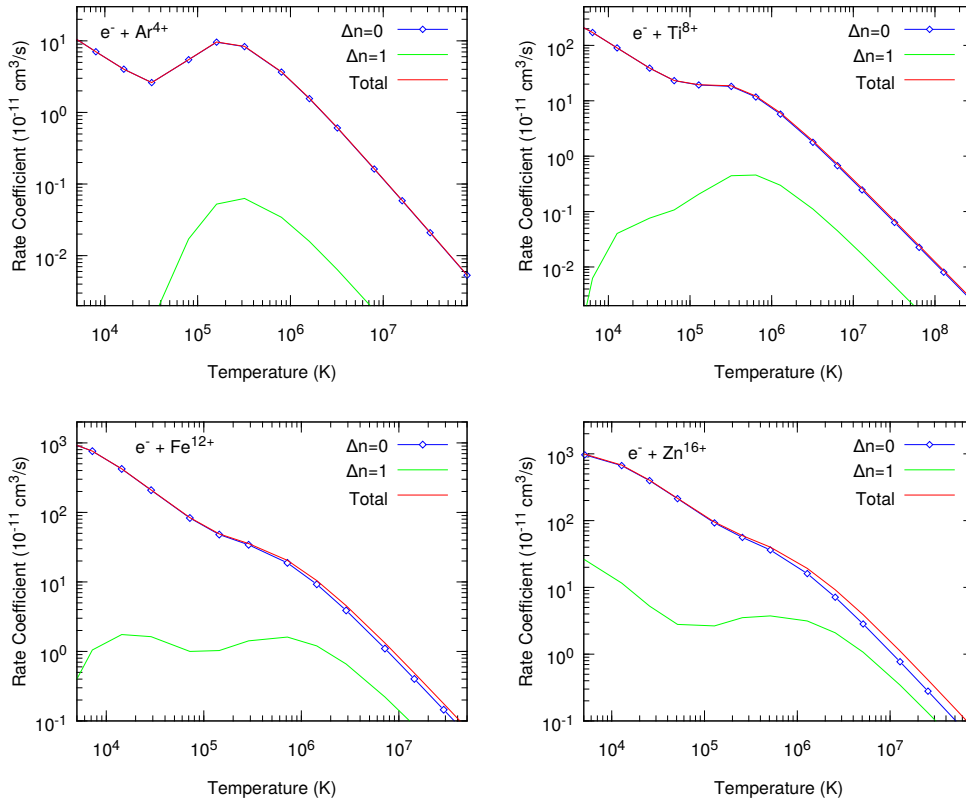 e⁻ + Ar⁴⁺
Δn=0
Δn=1
Total
Rate Coefficient (10⁻¹¹ cm³/s)
10¹
10⁰
10⁻¹
10⁻²
10⁴ 10⁵ 10⁶ 10⁷
Temperature (K)
e⁻ + Ti⁸⁺
Δn=0
Δn=1
Total
Rate Coefficient (10⁻¹¹ cm³/s)
10²
10¹
10⁰
10⁻¹
10⁻²
10⁴ 10⁵ 10⁶ 10⁷ 10⁸
Temperature (K)
e⁻ + Fe¹²⁺
Δn=0
Δn=1
Total
Rate Coefficient (10⁻¹¹ cm³/s)
10³
10²
10¹
10⁰
10⁻¹
10⁴ 10⁵ 10⁶ 10⁷
Temperature (K)
e⁻ + Zn¹⁶⁺
Δn=0
Δn=1
Total
Rate Coefficient (10⁻¹¹ cm³/s)
10³
10²
10¹
10⁰
10⁻¹
10⁴ 10⁵ 10⁶ 10⁷
Temperature (K)